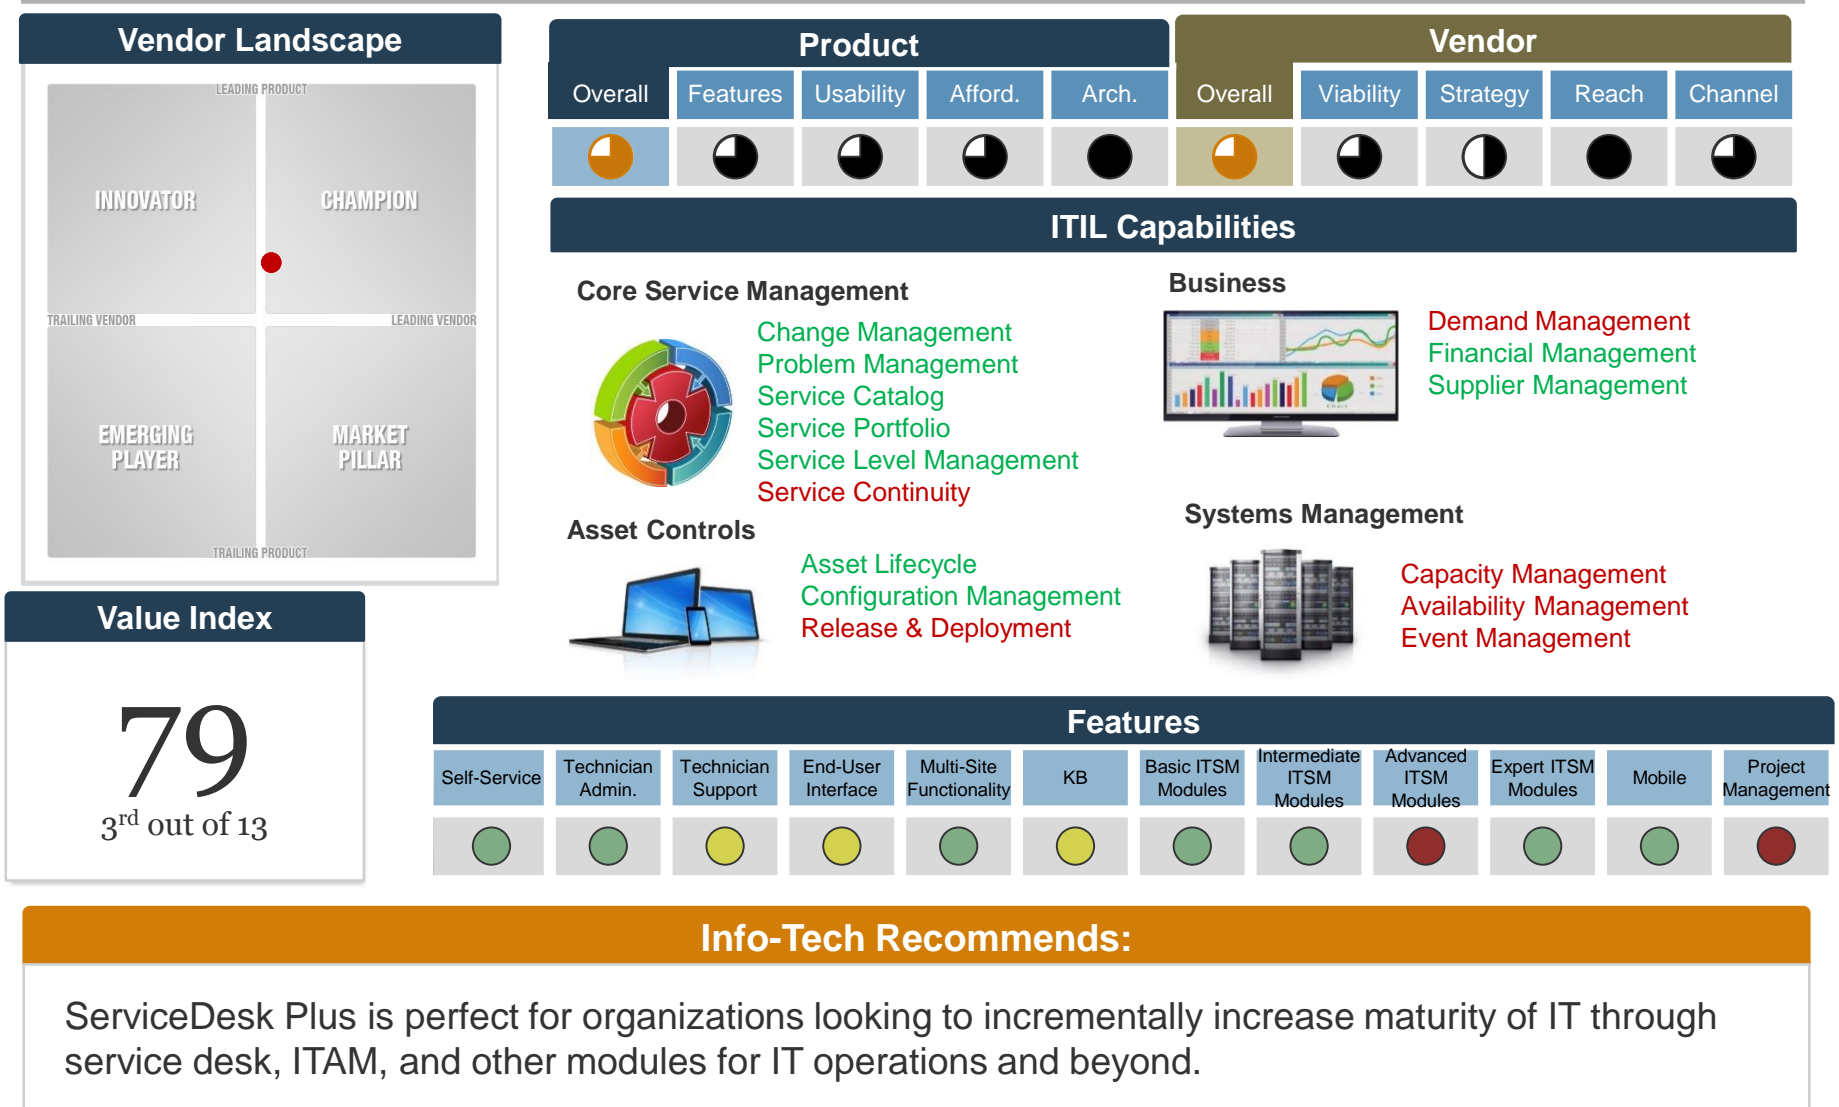 Vendor Landscape
LEADING PRODUCT
INNOVATOR
CHAMPION
TRAILING VENDOR
LEADING VENDOR
EMERGING
PLAYER
MARKET
PILLAR
TRAILING PRODUCT
Value Index
79
3rd out of 13
Product
Vendor
Overall
Features
Usability
Afford.
Arch.
Overall
Viability
Strategy
Reach
Channel
ITIL Capabilities
Core Service Management
Change Management
Problem Management
Service Catalog
Service Portfolio
Service Level Management
Service Continuity
Business
Chart
Demand Management
Financial Management
Supplier Management
Asset Controls
Asset Lifecycle
Configuration Management
Release & Deployment
Systems Management
Capacity Management
Availability Management
Event Management
Features
Self-Service
Technician
Admin.
Technician
Support
End-User
Interface
Multi-Site
Functionality
KB
Basic ITSM
Modules
Intermediate
ITSM
Modules
Advanced
ITSM
Modules
Expert ITSM
Modules
Mobile
Project
Management
Info-Tech Recommends:
ServiceDesk Plus is perfect for organizations looking to incrementally increase maturity of IT through
service desk, ITAM, and other modules for IT operations and beyond.